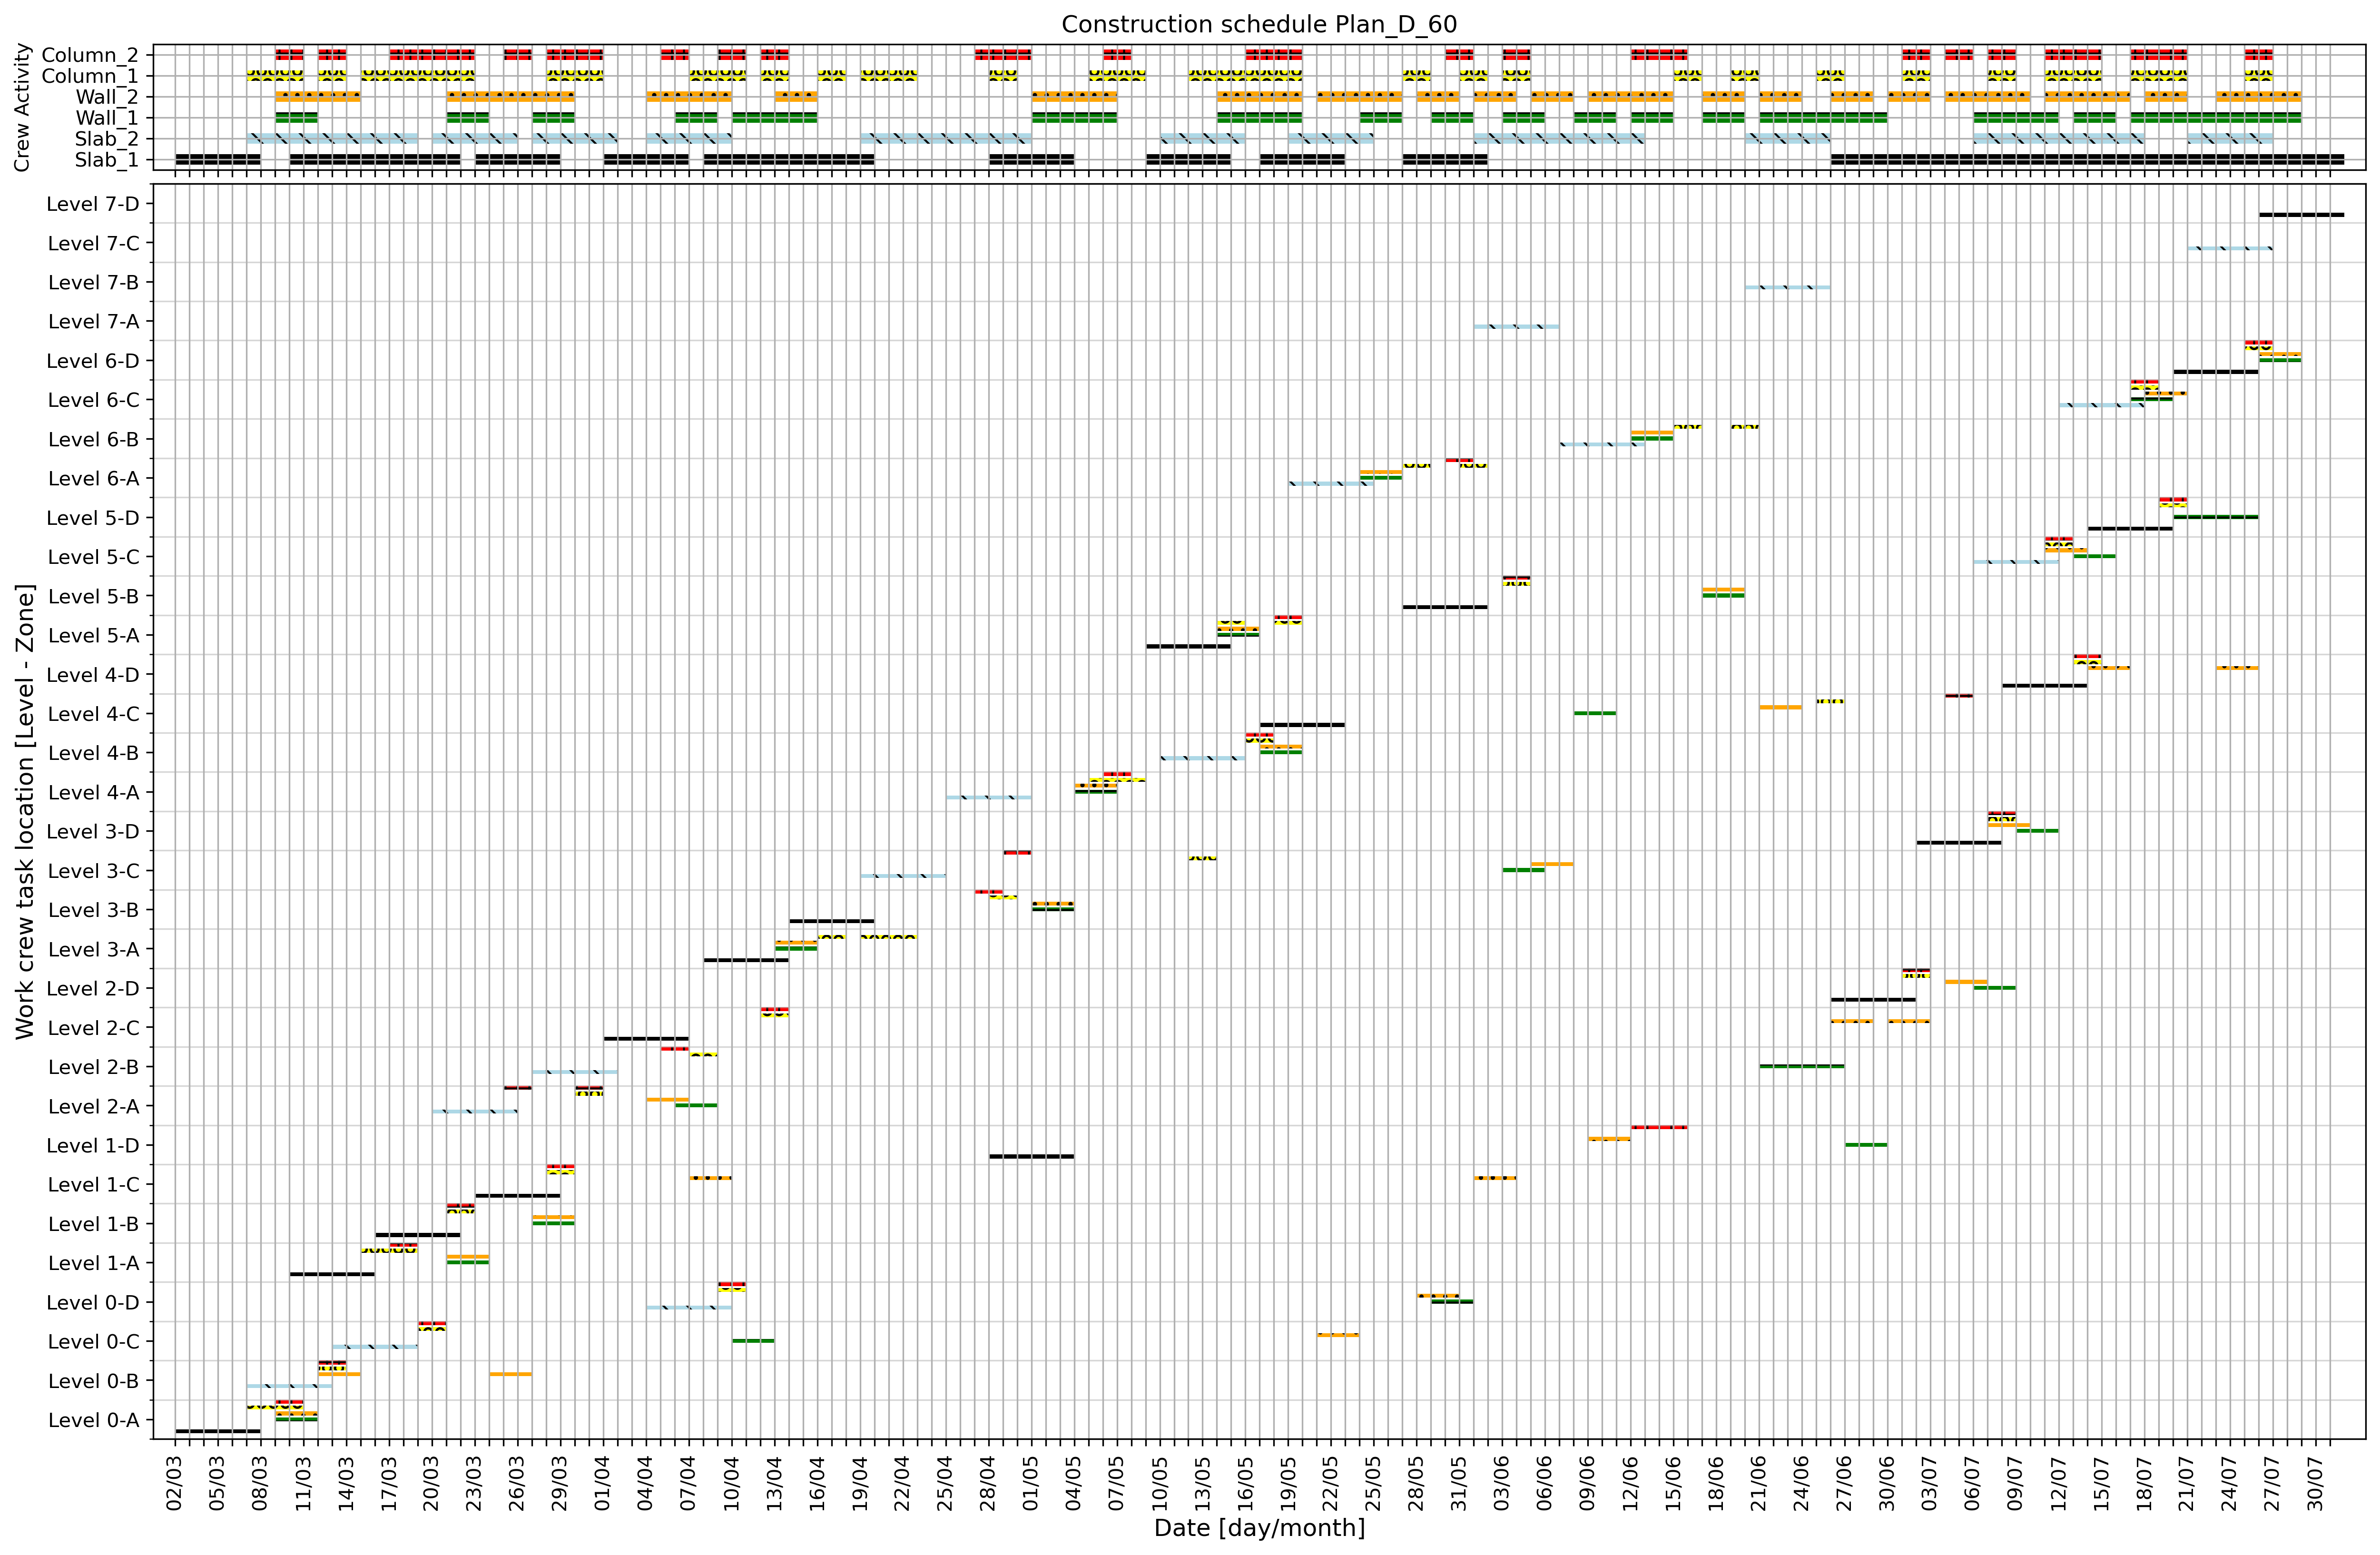 Construction schedule Plan_D_60
Crew Activity
Column_2
Column_1
Wall_2
Wall_1
Slab_2
Slab_1
Work crew task location [Level - Zone]
Level 7-D
Level 7-C
Level 7-B
Level 7-A
Level 6-D
Level 6-C
Level 6-B
Level 6-A
Level 5-D
Level 5-C
Level 5-B
Level 5-A
Level 4-D
Level 4-C
Level 4-B
Level 4-A
Level 3-D
Level 3-C
Level 3-B
Level 3-A
Level 2-D
Level 2-C
Level 2-B
Level 2-A
Level 1-D
Level 1-C
Level 1-B
Level 1-A
Level 0-D
Level 0-C
Level 0-B
Level 0-A
02/03 05/03 08/03 11/03 14/03 17/03 20/03 23/03 26/03 29/03 01/04 04/04 07/04 10/04 13/04 16/04 19/04 22/04 25/04 28/04 01/05 04/05 07/05 10/05 13/05 16/05 19/05 22/05 25/05 28/05 31/05 03/06 06/06 09/06 12/06 15/06 18/06 21/06 24/06 27/06 30/06 03/07 06/07 09/07 12/07 15/07 18/07 21/07 24/07 27/07 30/07
Date [day/month]